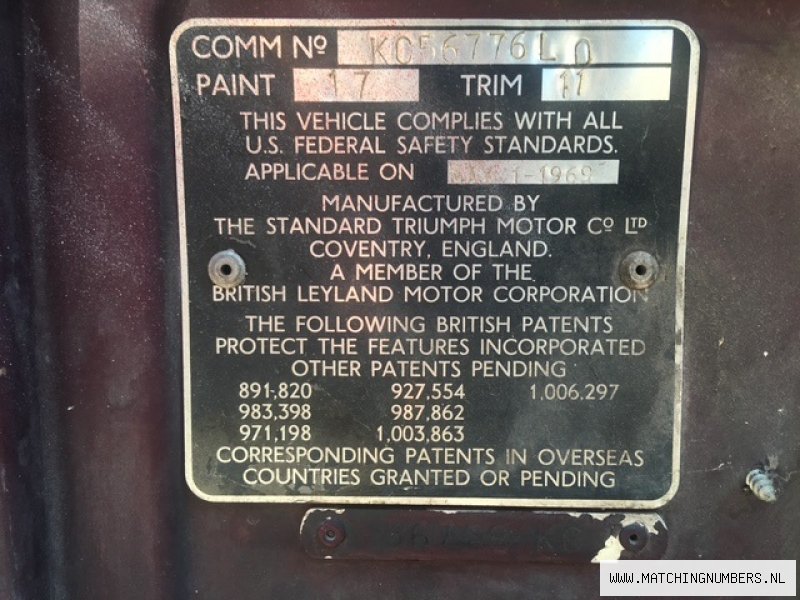 COMM Nº KC56776L O
PAINT 17 TRIM 11
THIS VEHICLE COMPLIES WITH ALL
U.S. FEDERAL SAFETY STANDARDS.
APPLICABLE ON 1-1969
MANUFACTURED BY
THE STANDARD TRIUMPH MOTOR Cº LTD
COVENTRY, ENGLAND.
A MEMBER OF THE
BRITISH LEYLAND MOTOR CORPORATION
THE FOLLOWING BRITISH PATENTS
PROTECT THE FEATURES INCORPORATED
OTHER PATENTS PENDING
891,820 927,554 1,006,297
983,398 987,862
971,198 1,003,863
CORRESPONDING PATENTS IN OVERSEAS
COUNTRIES GRANTED OR PENDING
KC
WWW.MATCHINGNUMBERS.NL